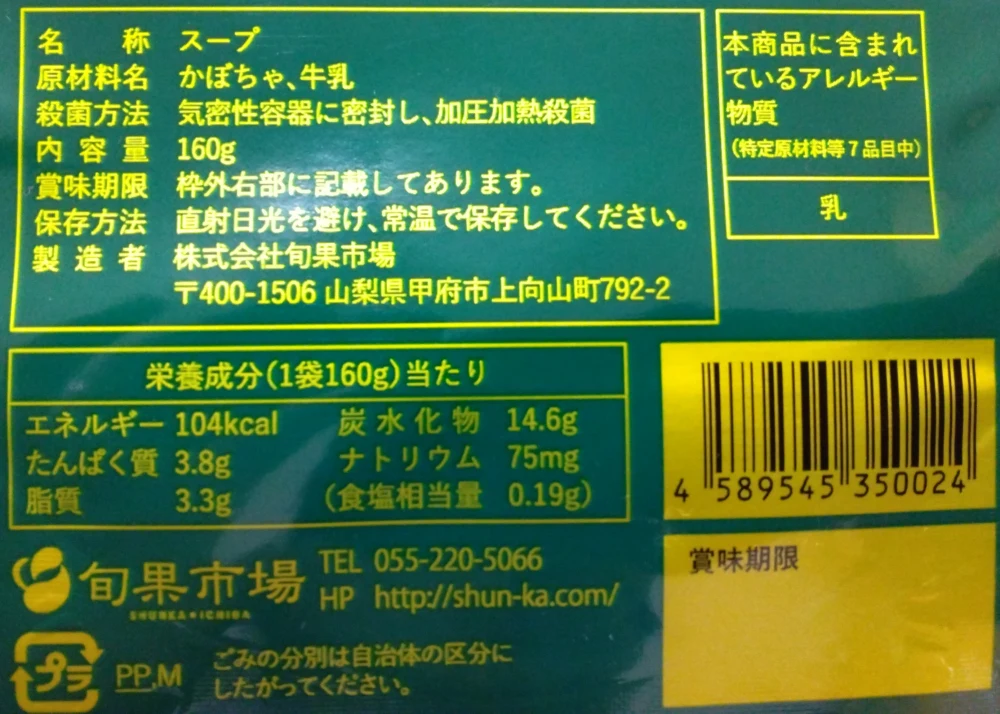 名称 スープ
原材料名 かぼちゃ、牛乳
殺菌方法 気密性容器に密封し、加圧加熱殺菌
内容量 160g
賞味期限 枠外右部に記載してあります。
保存方法 直射日光を避け、常温で保存してください。
製造者 株式会社旬果市場
〒400-1506 山梨県甲府市上向山町792-2
本商品に含まれ
ているアレルギー
物質
(特定原材料等7品目中)
乳
栄養成分(1袋160g)当たり
エネルギー 104kcal 炭水化物 14.6g
たんぱく質 3.8g ナトリウム 75mg
脂質 3.3g (食塩相当量 0.19g)
4 589545 350024
旬果市場
SHUNKA ICHIBA
TEL 055-220-5066
HP http://shun-ka.com/
賞味期限
プラ
PP,M
ごみの分別は自治体の区分に
したがってください。